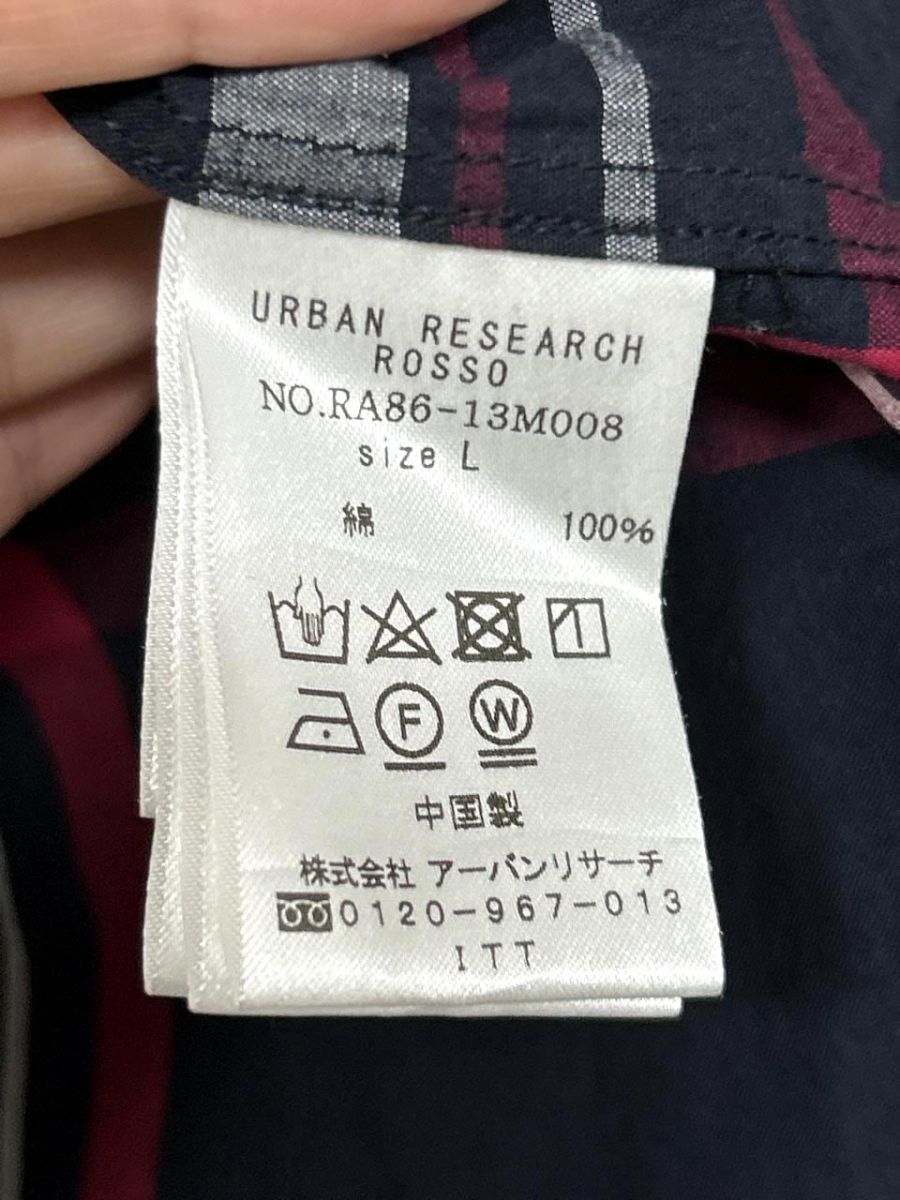 URBAN RESEARCH
ROSSO
NO.RA86-13M008
size L
綿 100%
F W
中国製
株式会社 アーバンリサーチ
0120-967-013
ITT